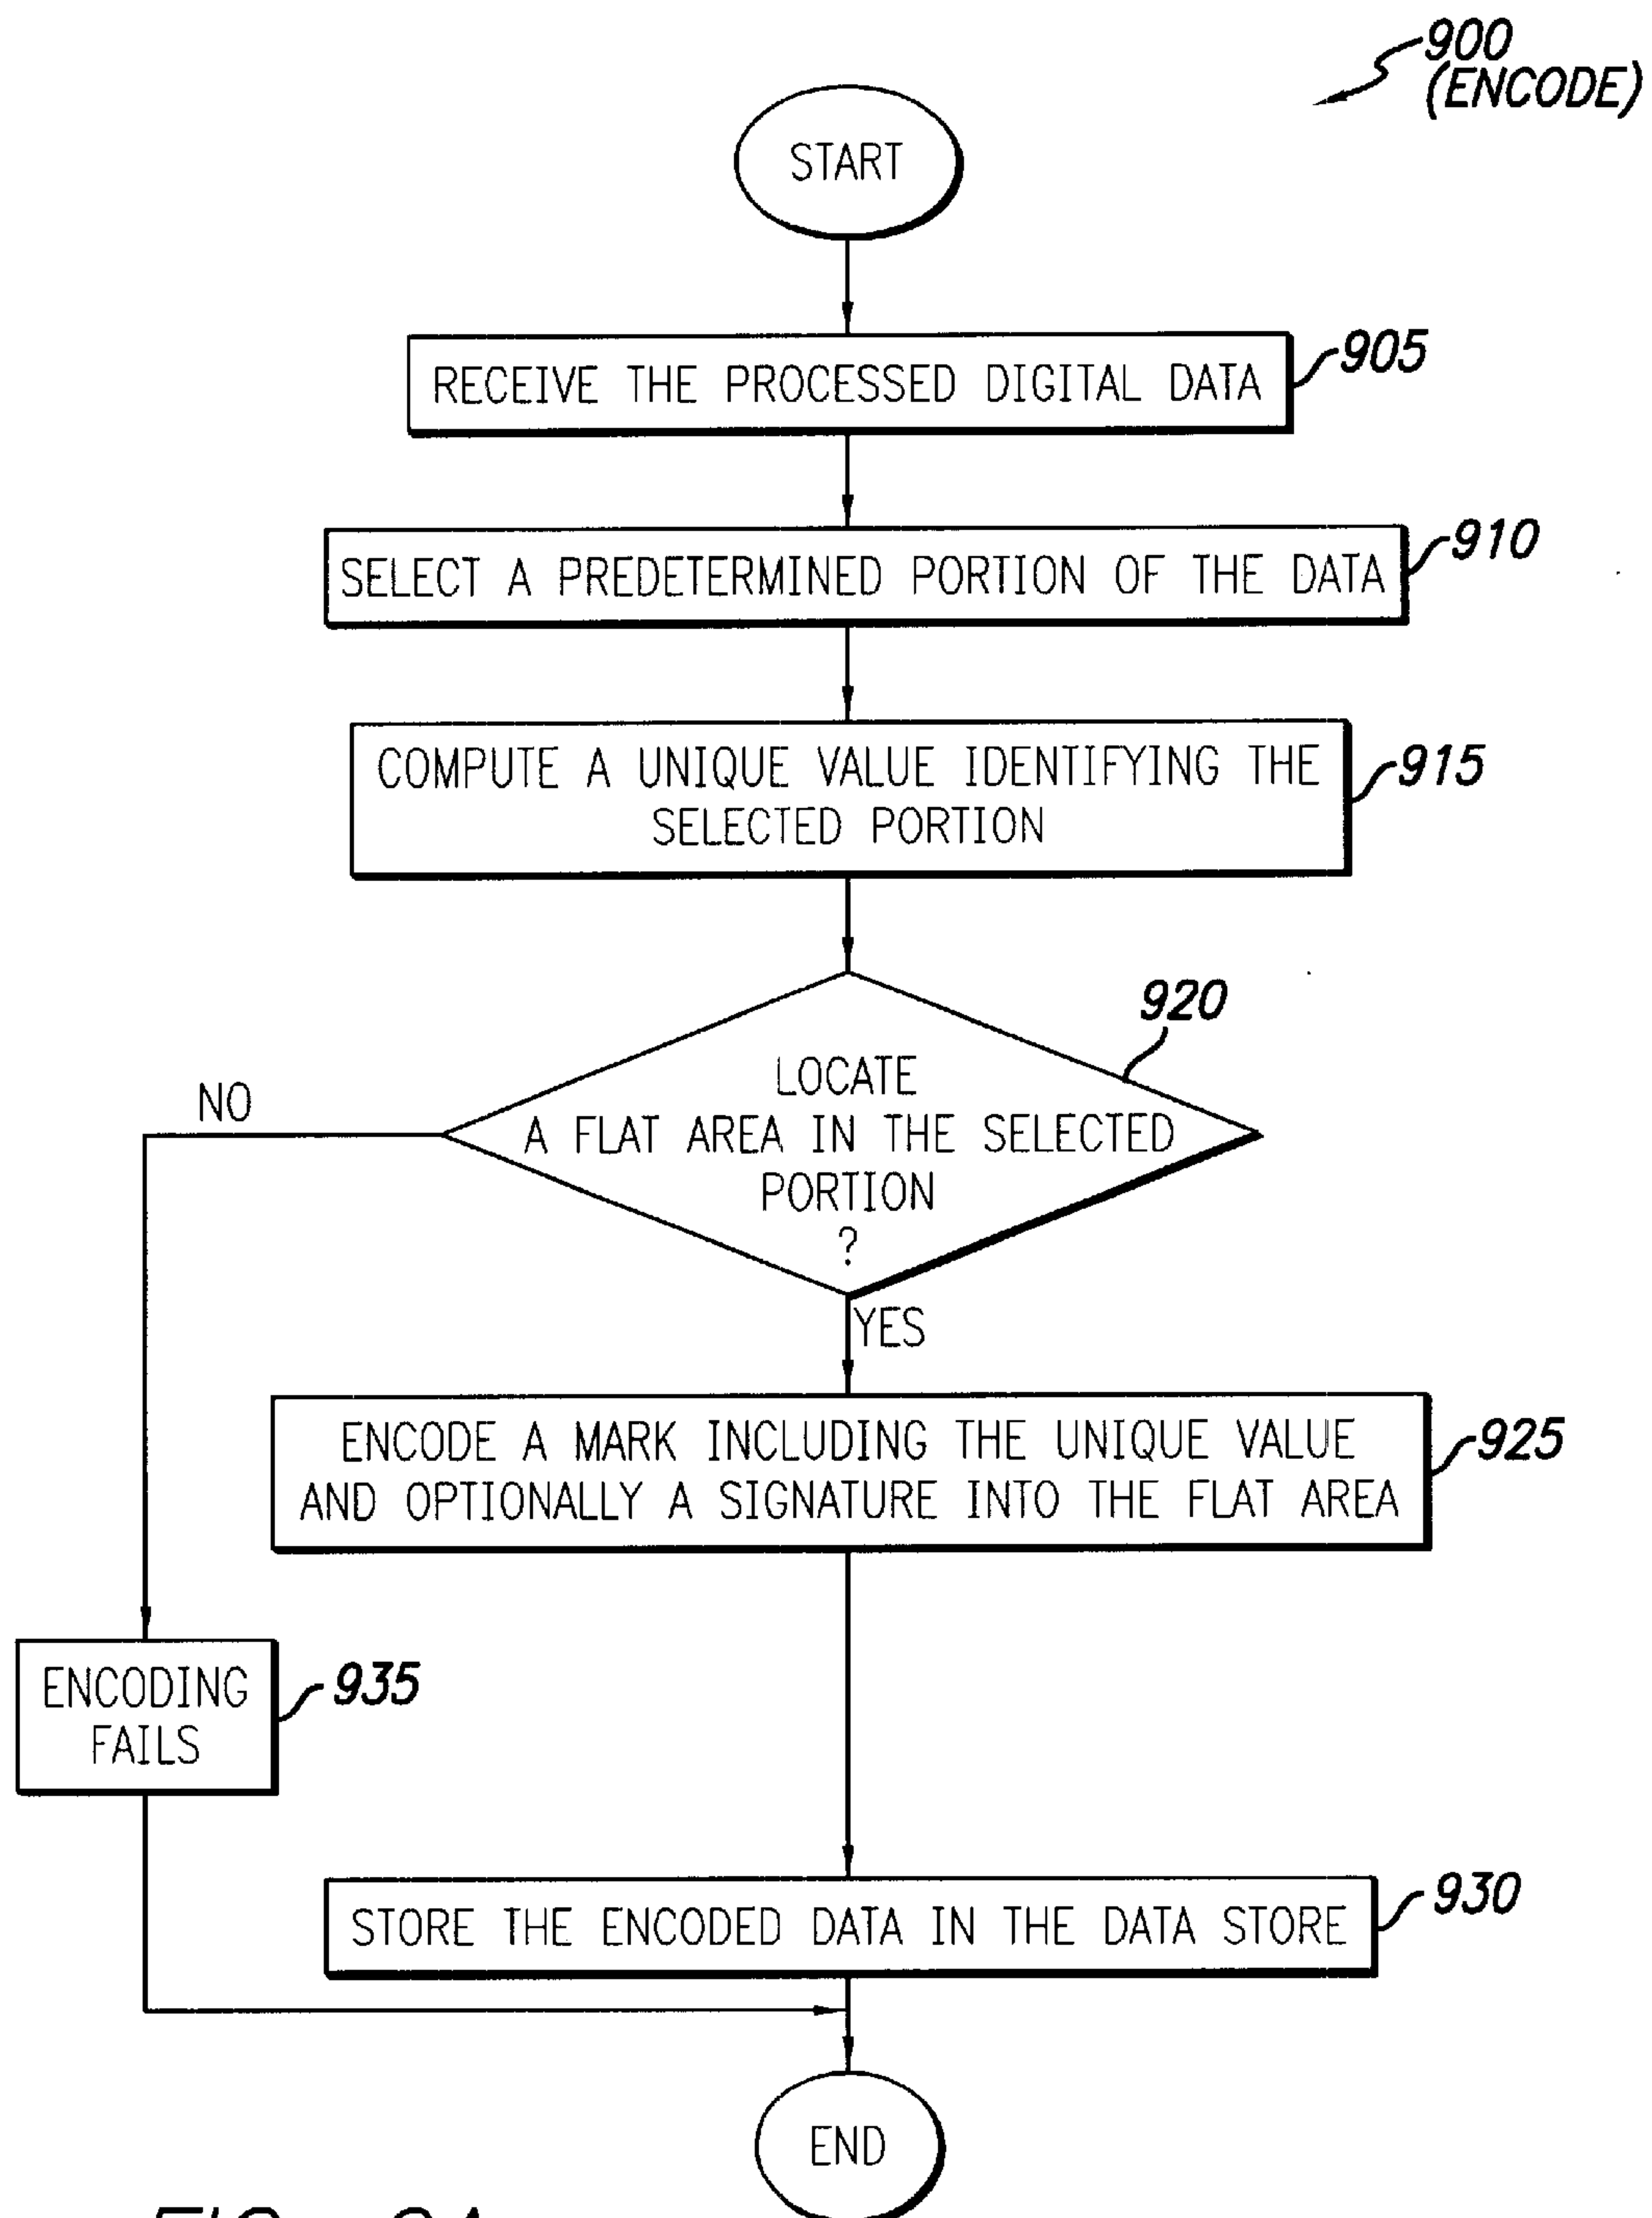 900
(ENCODE)
START
RECEIVE THE PROCESSED DIGITAL DATA
905
SELECT A PREDETERMINED PORTION OF THE DATA
910
COMPUTE A UNIQUE VALUE IDENTIFYING THE
SELECTED PORTION
915
920
LOCATE
A FLAT AREA IN THE SELECTED
PORTION
?
NO
YES
ENCODE A MARK INCLUDING THE UNIQUE VALUE
AND OPTIONALLY A SIGNATURE INTO THE FLAT AREA
925
ENCODING
FAILS
935
STORE THE ENCODED DATA IN THE DATA STORE
930
END